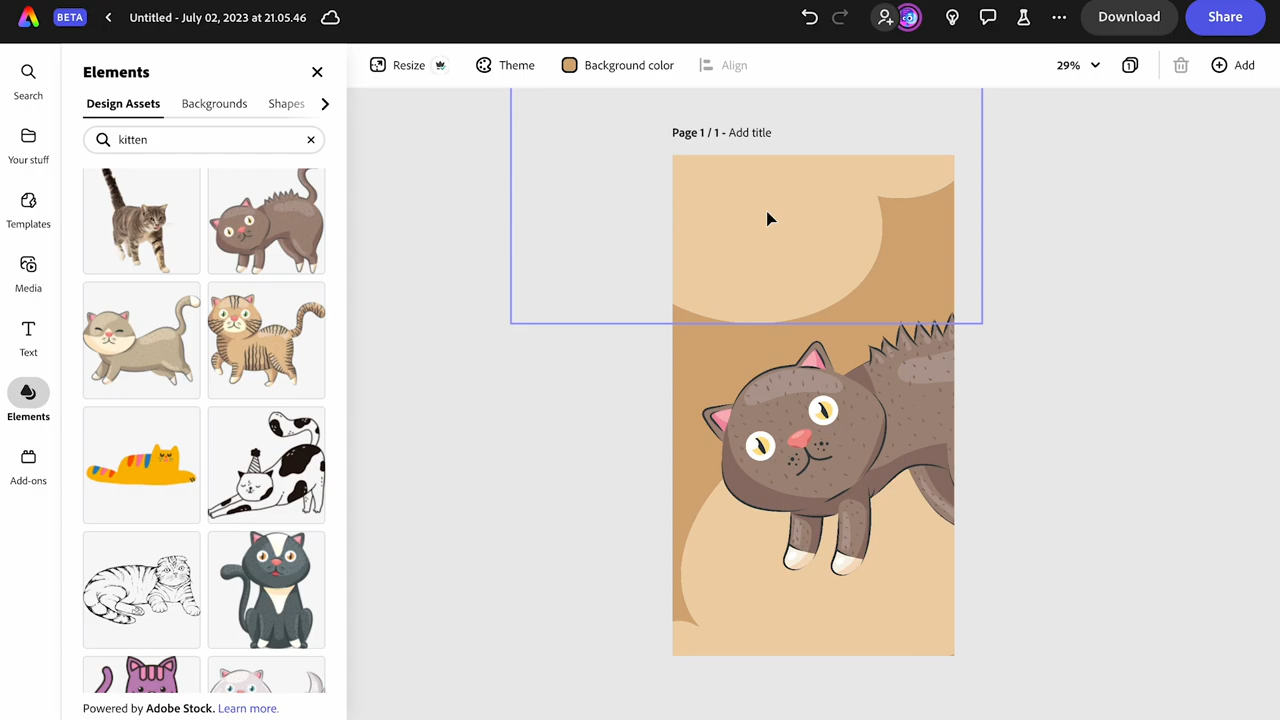 BETA
Untitled - July 02, 2023 at 21.05.46
Download
Share
Search
Your stuff
Templates
Media
Text
Elements
Add-ons
Elements
Design Assets
Backgrounds
Shapes
kitten
Powered by Adobe Stock. Learn more.
Resize
Theme
Background color
Align
29%
Add
Page 1 / 1 - Add title